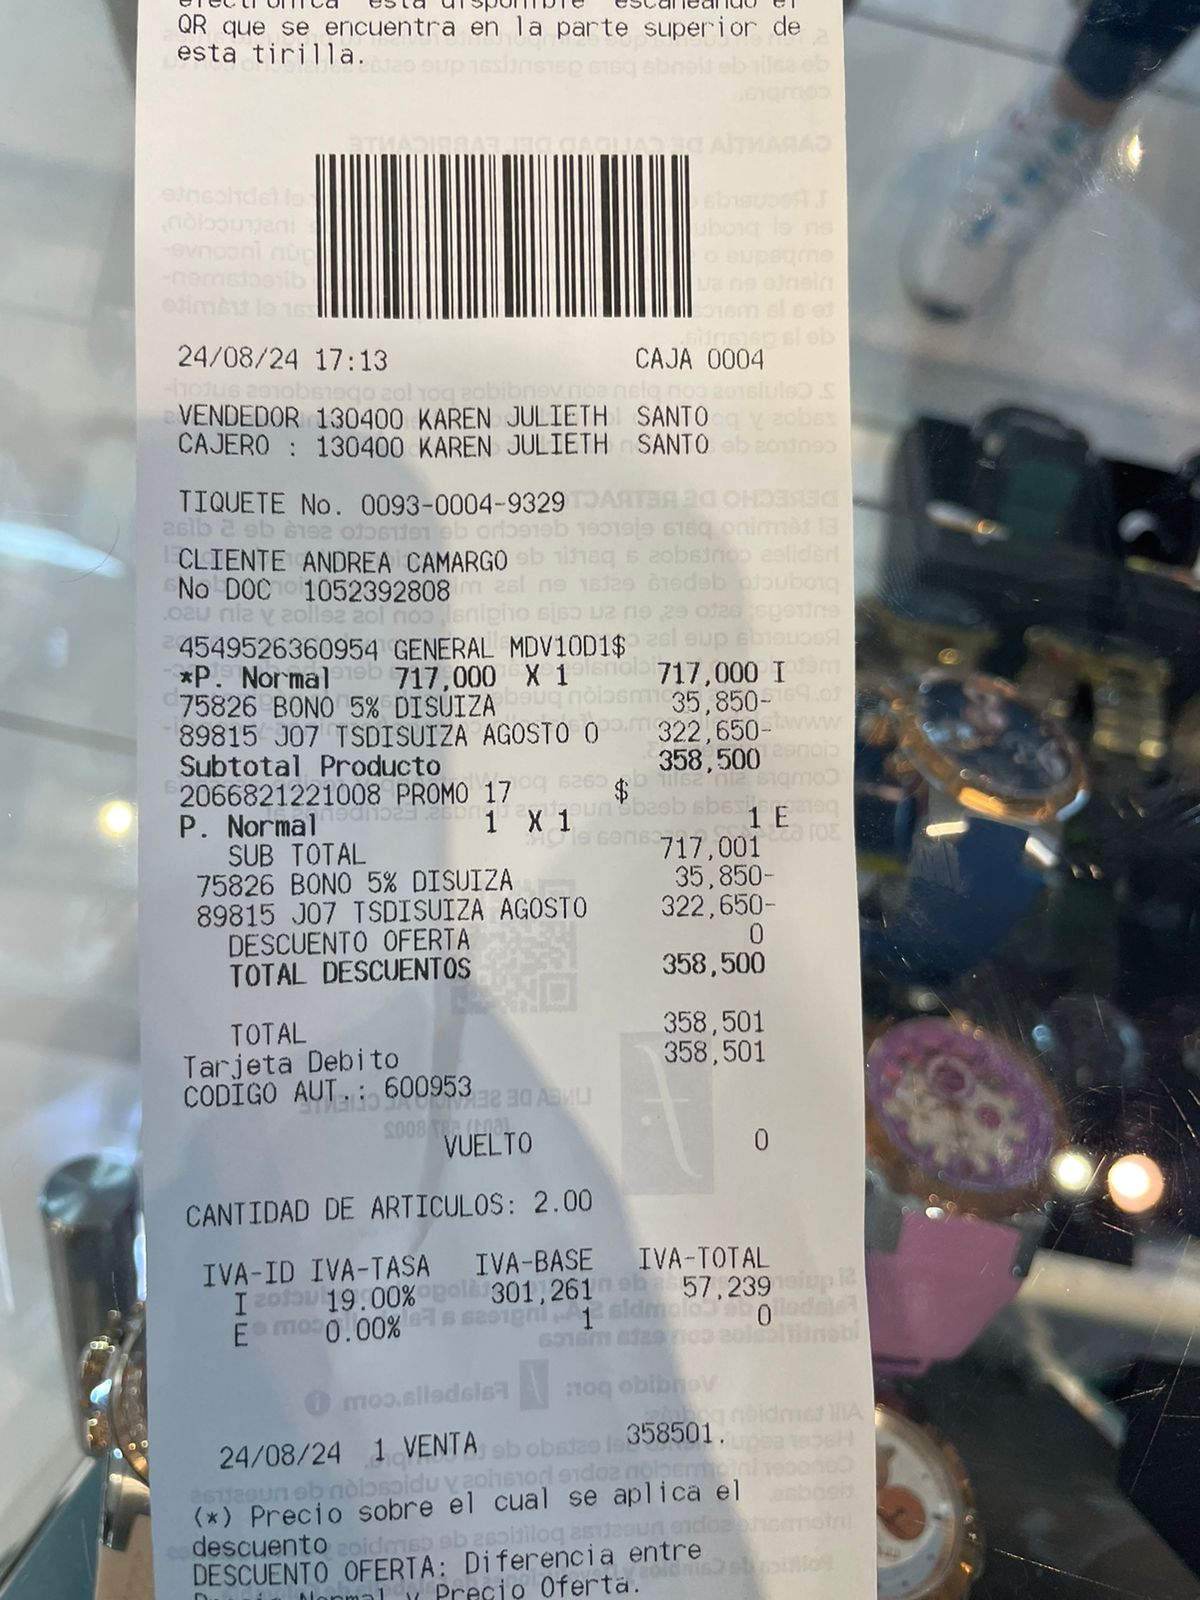 QR que se encuentra en la parte superior de
esta tirilla.
24/08/24 17:13 CAJA 0004
VENDEDOR 130400 KAREN JULIETH SANTO
CAJERO : 130400 KAREN JULIETH SANTO
TIQUETE No. 0093-0004-9329
CLIENTE ANDREA CAMARGO
No DOC 1052392808
4549526360954 GENERAL MDV10D1$
*P. Normal 717,000 X 1 717,000 I
75826 BONO 5% DISUIZA 35,850-
89815 J07 TSDISUIZA AGOSTO 0 322,650-
Subtotal Producto 358,500
2066821221008 PROMO 17 $
P. Normal 1 X 1 1 E
SUB TOTAL 717,001
75826 BONO 5% DISUIZA 35,850-
89815 J07 TSDISUIZA AGOSTO 322,650-
DESCUENTO OFERTA 0
TOTAL DESCUENTOS 358,500
TOTAL 358,501
Tarjeta Debito 358,501
CODIGO AUT.: 600953
VUELTO 0
CANTIDAD DE ARTICULOS: 2.00
IVA-ID IVA-TASA IVA-BASE IVA-TOTAL
I 19.00% 301,261 57,239
E 0.00% 1 0
24/08/24 1 VENTA 358501.
(*) Precio sobre el cual se aplica el
descuento
DESCUENTO OFERTA: Diferencia entre
Precio Normal y Precio Oferta.